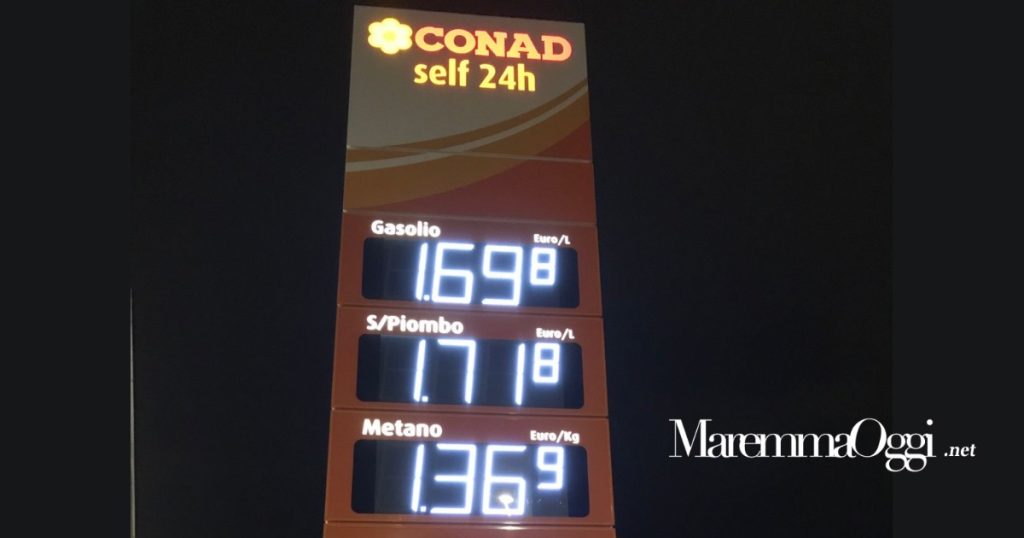 CONAD
self 24h
Gasolio Euro/L
1.698
S/Piombo Euro/L
1.718
Metano Euro/Kg
1.369
MaremmaOggi.net